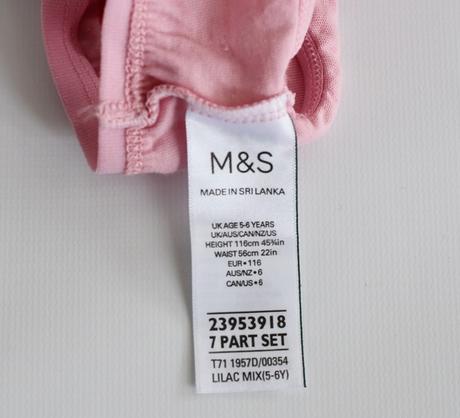 M&S
MADE IN SRI LANKA
UK AGE 5-6 YEARS
UK/AUS/CAN/NZ/US
HEIGHT 116cm 45¾in
WAIST 56cm 22in
EUR•116
AUS/NZ•6
CAN/US•6
23953918
7 PART SET
T71 1957D/00354
LILAC MIX(5-6Y)